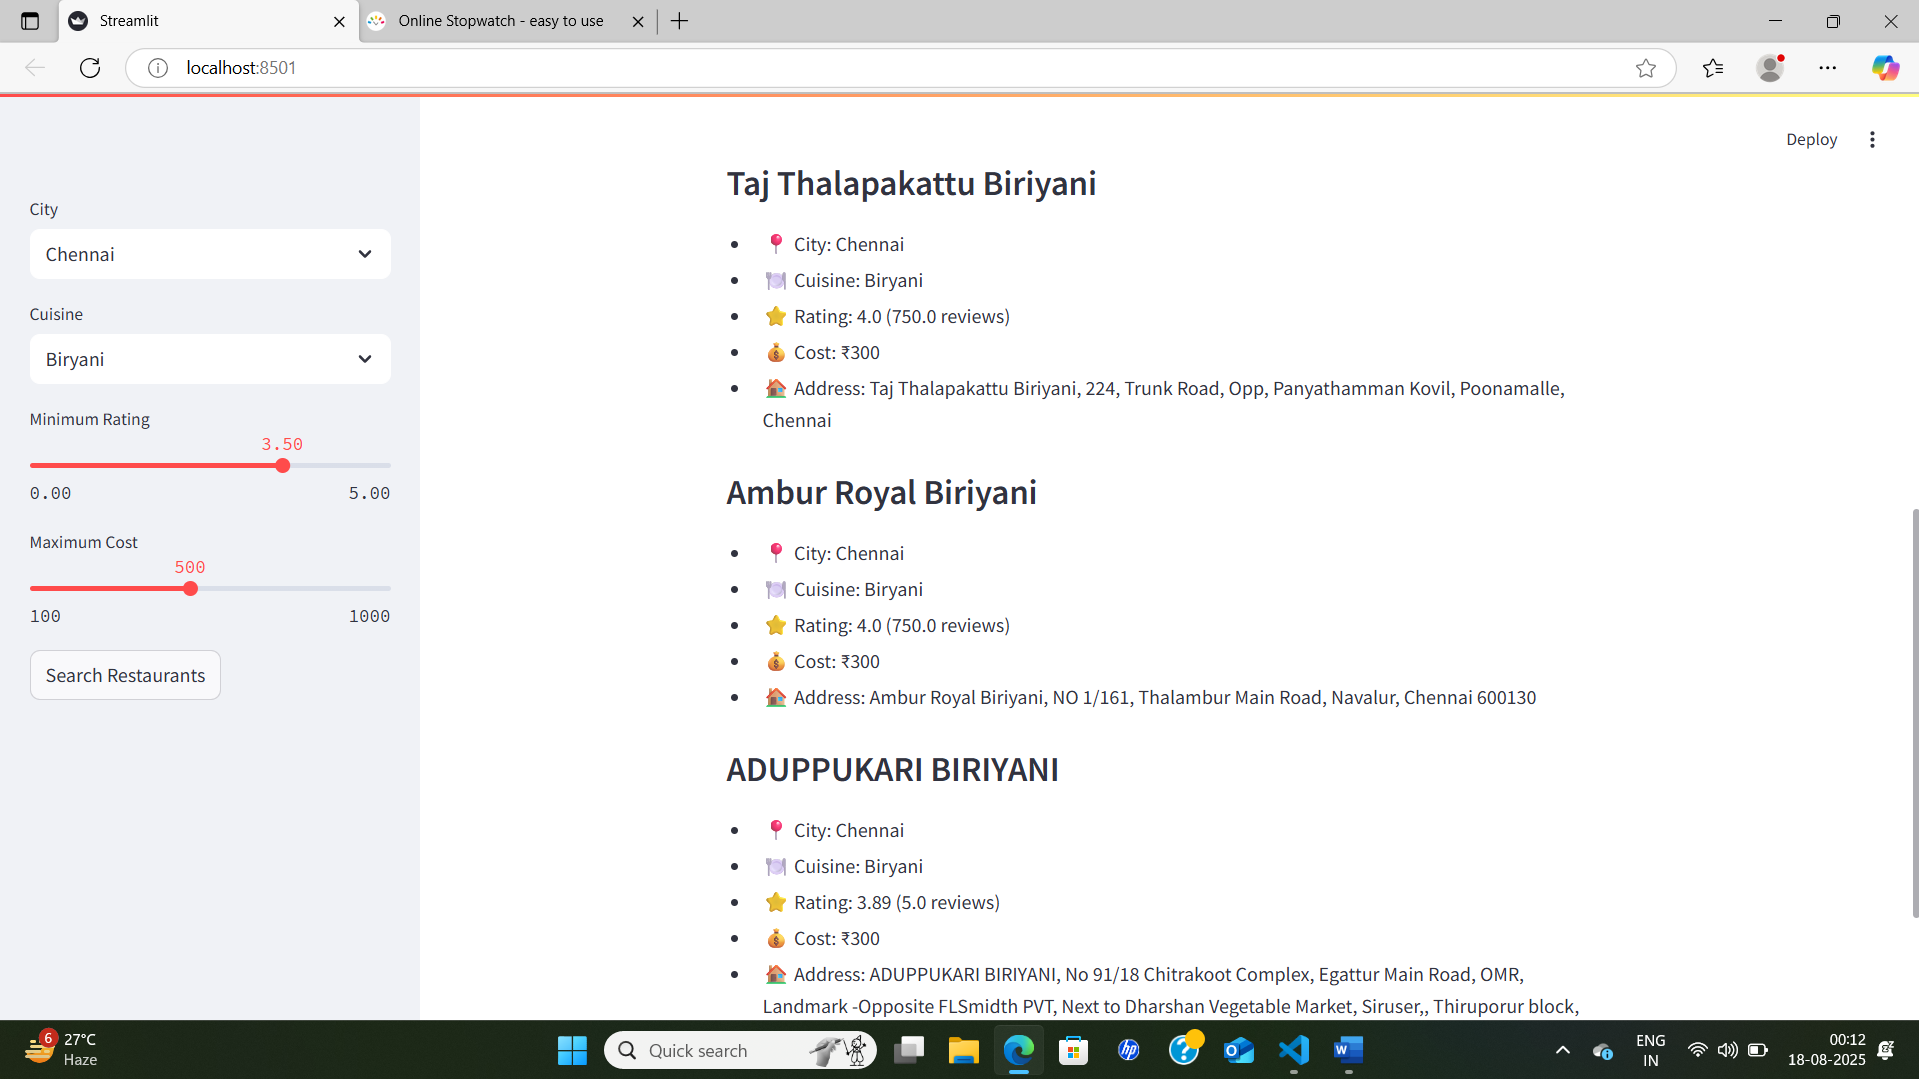 Streamlit
Online Stopwatch - easy to use
localhost:8501
Deploy
City
Chennai
Cuisine
Biryani
Minimum Rating
3.50
0.00 5.00
Maximum Cost
500
100 1000
Search Restaurants
Taj Thalapakattu Biriyani
City: Chennai
Cuisine: Biryani
Rating: 4.0 (750.0 reviews)
Cost: ₹300
Address: Taj Thalapakattu Biriyani, 224, Trunk Road, Opp, Panyathamman Kovil, Poonamalle,
Chennai
Ambur Royal Biriyani
City: Chennai
Cuisine: Biryani
Rating: 4.0 (750.0 reviews)
Cost: ₹300
Address: Ambur Royal Biriyani, NO 1/161, Thalambur Main Road, Navalur, Chennai 600130
ADUPPUKARI BIRIYANI
City: Chennai
Cuisine: Biryani
Rating: 3.89 (5.0 reviews)
Cost: ₹300
Address: ADUPPUKARI BIRIYANI, No 91/18 Chitrakoot Complex, Egattur Main Road, OMR,
Landmark -Opposite FLSmidth PVT, Next to Dharshan Vegetable Market, Siruser,, Thiruporur block,
6
27°C
Haze
Quick search
hp
ENG
IN
00:12
18-08-2025